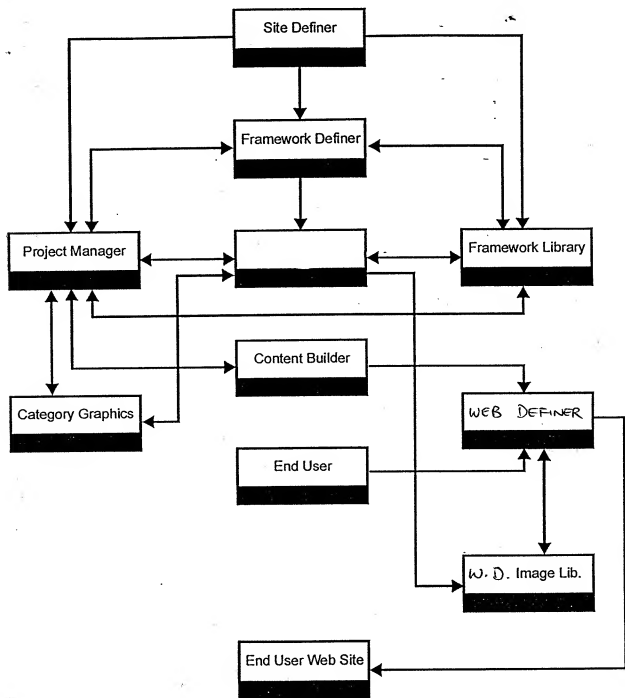 Site Definer
Framework Definer
Project Manager
Framework Library
Content Builder
Category Graphics
WEB DEFINER
End User
W.D. Image Lib.
End User Web Site